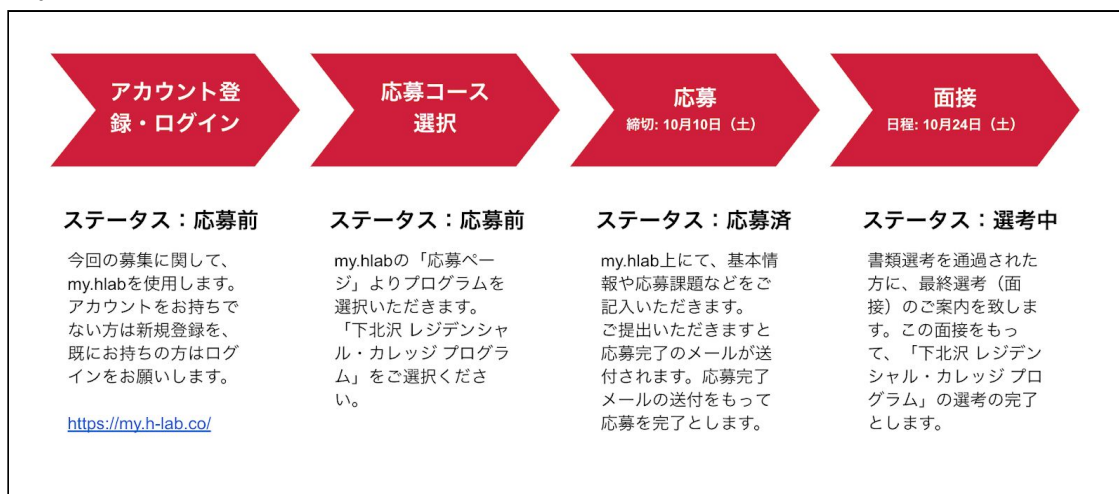 アカウント登
録・ログイン
応募コース
選択
応募
締切: 10月10日（土）
面接
日程: 10月24日（土）
ステータス：応募前
今回の募集に関して、
my.hlabを使用します。
アカウントをお持ちで
ない方は新規登録を、
既にお持ちの方はログ
インをお願いします。
https://my.h-lab.co/
ステータス：応募前
my.hlabの「応募ペー
ジ」よりプログラムを
選択いただきます。
「下北沢 レジデンシャ
ル・カレッジ プログラ
ム」をご選択くださ
い。
ステータス：応募済
my.hlab上にて、基本情
報や応募課題などをご
記入いただきます。
ご提出いただきますと
応募完了のメールが送
付されます。応募完了
メールの送付をもって
応募を完了とします。
ステータス：選考中
書類選考を通過された
方に、最終選考（面
接）のご案内を致しま
す。この面接をもっ
て、「下北沢 レジデン
シャル・カレッジ プロ
グラム」の選考の完了
とします。